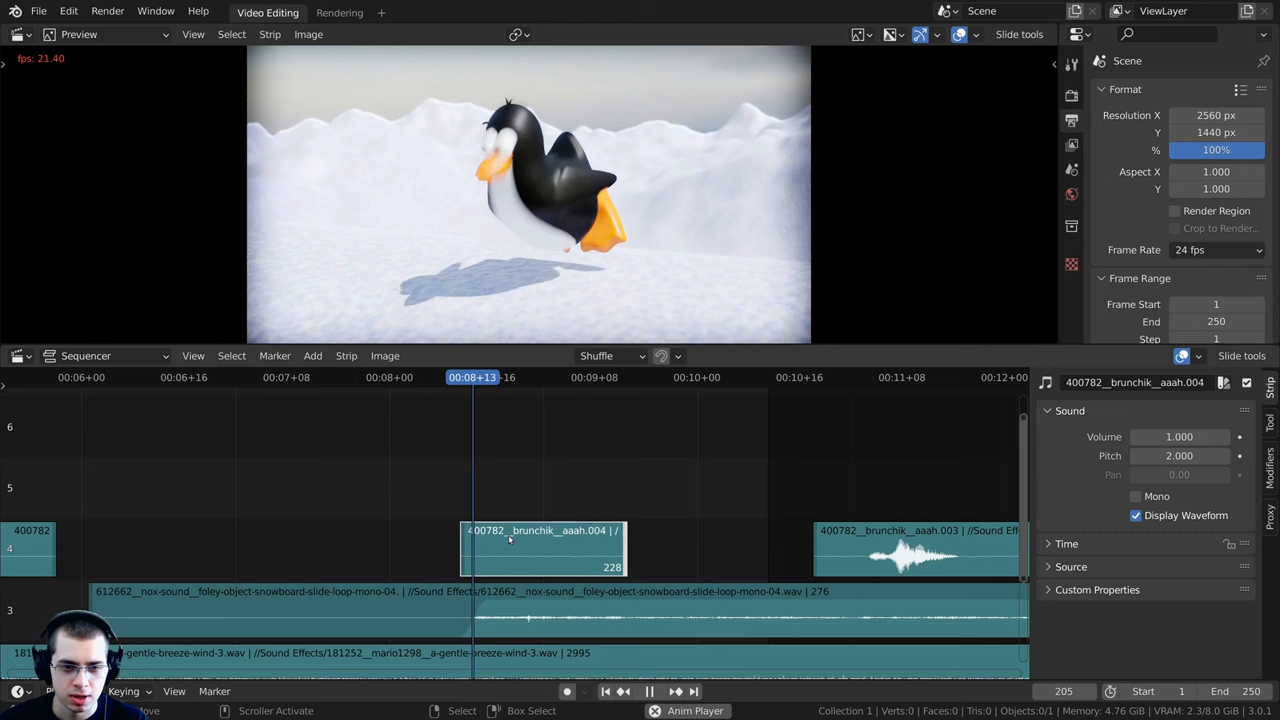 File Edit Render Window Help Video Editing Rendering + Scene ViewLayer
Preview View Select Strip Image Slide tools
fps: 21.40
Scene
Format
Resolution X 2560 px
Y 1440 px
% 100%
Aspect X 1.000
Y 1.000
Render Region
Crop to Render...
Frame Rate 24 fps
Frame Range
Frame Start 1
End 250
Step 1
Sequencer View Select Marker Add Strip Image Shuffle Slide tools
00:06+00 00:06+16 00:07+08 00:08+00 00:08+13 -16 00:09+08 00:10+00 00:10+16 00:11+08 00:12+00
400782__brunchik__aaah.004
Sound
Volume 1.000
Pitch 2.000
Pan 0.00
Mono
Display Waveform
Time
Source
Custom Properties
Strip
Tool
Modifiers
Proxy
6
5
4
400782
400782__brunchik__aaah.004 | //
228
400782__brunchik__aaah.003 | //Sound Eff
3
612662__nox-sound__foley-object-snowboard-slide-loop-mono-04. | //Sound Effects/612662__nox-sound__foley-object-snowboard-slide-loop-mono-04.wav | 276
-gentle-breeze-wind-3.wav | //Sound Effects/181252__mario1298__a-gentle-breeze-wind-3.wav | 2995
Keying View Marker 205 Start 1 End 250
Scroller Activate Select Box Select Anim Player Collection 1 | Verts:0 | Faces:0 | Tris:0 | Objects:0/1 | Memory: 4.76 GiB | VRAM: 2.3/8.0 GiB | 3.0.1